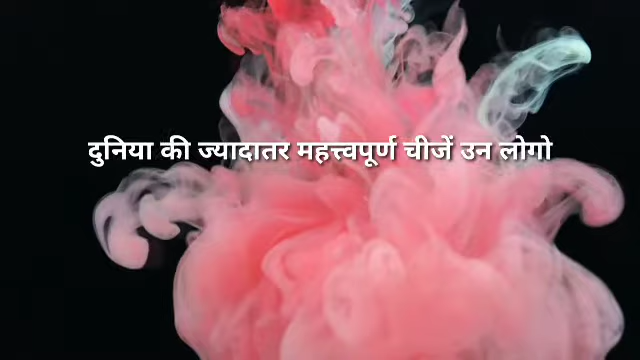 दुनिया की ज्यादातर महत्त्वपूर्ण चीजें उन लोगो